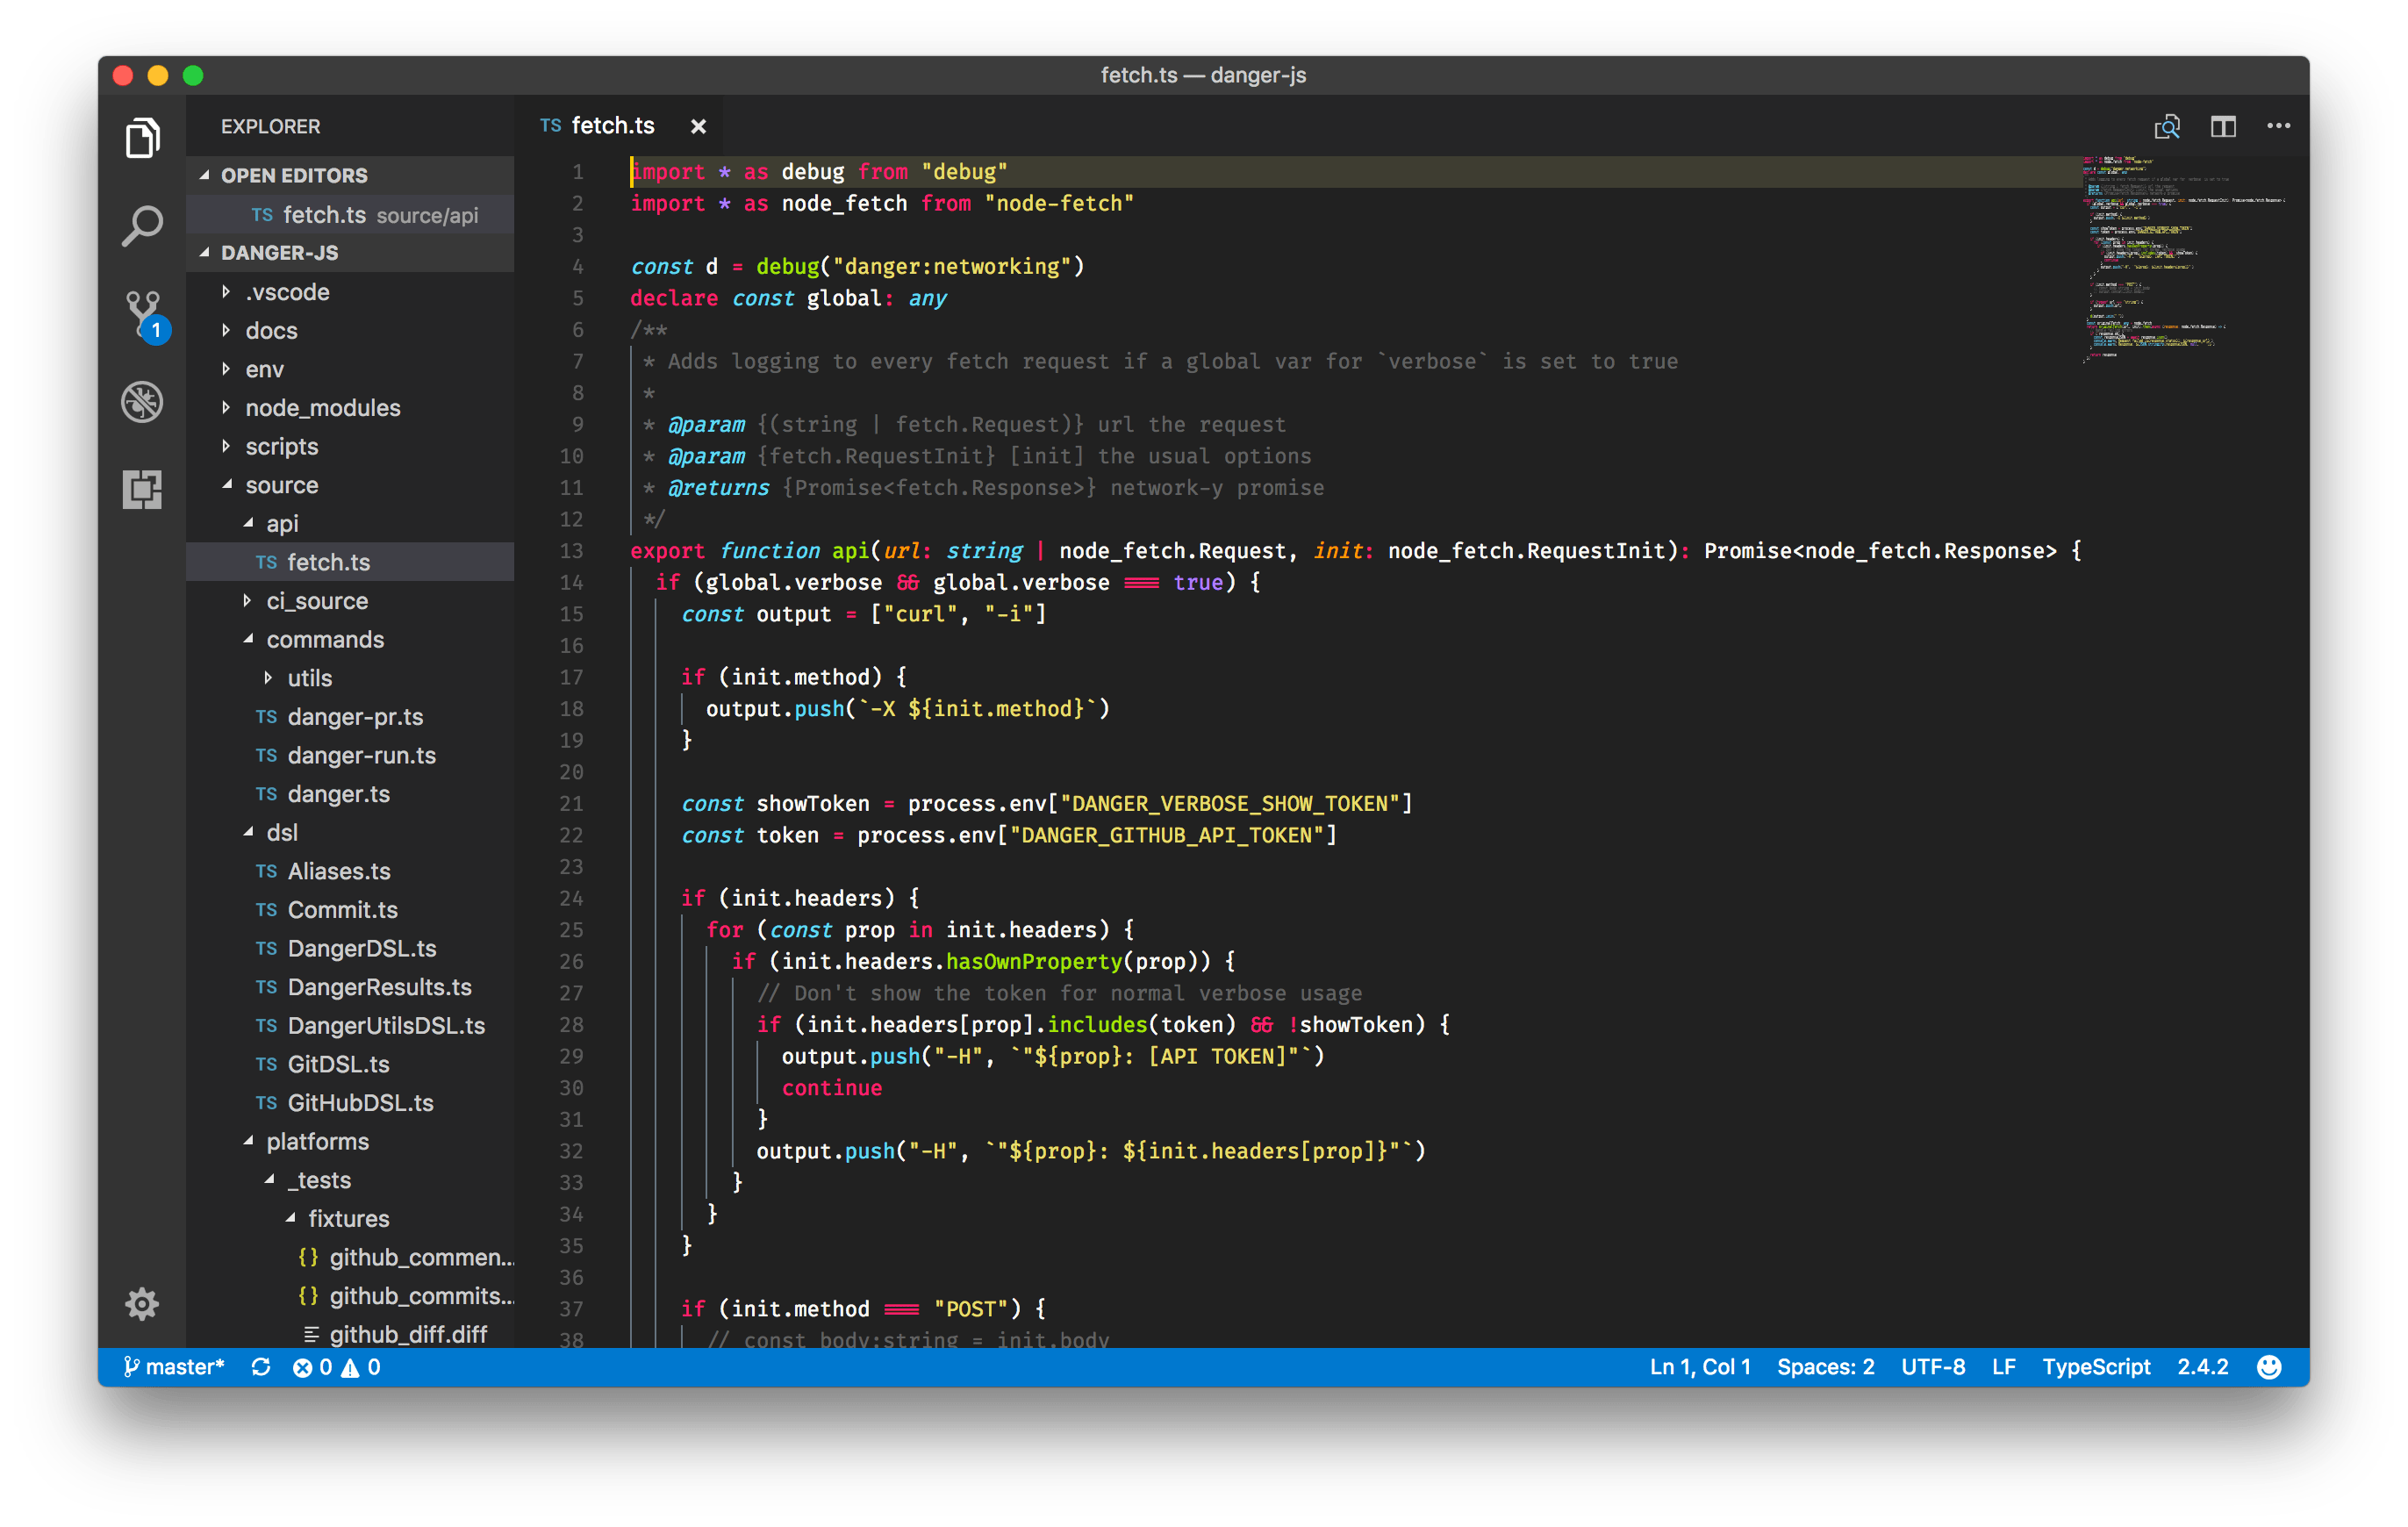 fetch.ts — danger-js
EXPLORER
OPEN EDITORS
TS fetch.ts source/api
DANGER-JS
.vscode
docs
env
node_modules
scripts
source
api
TS fetch.ts
ci_source
commands
utils
TS danger-pr.ts
TS danger-run.ts
TS danger.ts
dsl
TS Aliases.ts
TS Commit.ts
TS DangerDSL.ts
TS DangerResults.ts
TS DangerUtilsDSL.ts
TS GitDSL.ts
TS GitHubDSL.ts
platforms
_tests
fixtures
{} github_commen...
{} github_commits...
github_diff.diff
1
TS fetch.ts ×
1 import * as debug from "debug"
2 import * as node_fetch from "node-fetch"
3
4 const d = debug("danger:networking")
5 declare const global: any
6 /**
7  * Adds logging to every fetch request if a global var for `verbose` is set to true
8  *
9  * @param {(string | fetch.Request)} url the request
10  * @param {fetch.RequestInit} [init] the usual options
11  * @returns {Promise<fetch.Response>} network-y promise
12  */
13 export function api(url: string | node_fetch.Request, init: node_fetch.RequestInit): Promise<node_fetch.Response> {
14   if (global.verbose && global.verbose === true) {
15     const output = ["curl", "-i"]
16
17     if (init.method) {
18       output.push(`-X ${init.method}`)
19     }
20
21     const showToken = process.env["DANGER_VERBOSE_SHOW_TOKEN"]
22     const token = process.env["DANGER_GITHUB_API_TOKEN"]
23
24     if (init.headers) {
25       for (const prop in init.headers) {
26         if (init.headers.hasOwnProperty(prop)) {
27           // Don't show the token for normal verbose usage
28           if (init.headers[prop].includes(token) && !showToken) {
29             output.push("-H", `"${prop}: [API TOKEN]"`)
30             continue
31           }
32           output.push("-H", `"${prop}: ${init.headers[prop]}"`)
33         }
34       }
35     }
36
37     if (init.method === "POST") {
38       // const body:string = init.body
master* 0 0
Ln 1, Col 1 Spaces: 2 UTF-8 LF TypeScript 2.4.2